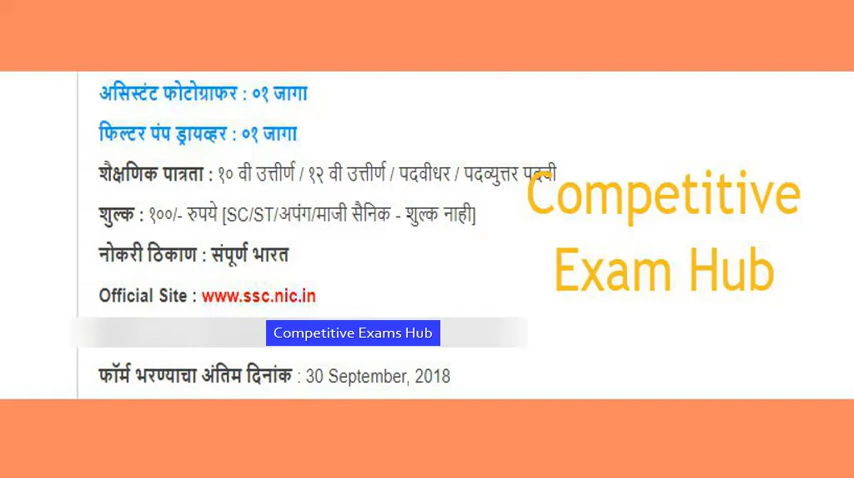 असिस्टंट फोटोग्राफर : ०१ जागा
फिल्टर पंप ड्रायव्हर : ०१ जागा
शैक्षणिक पात्रता : १० वी उत्तीर्ण / १२ वी उत्तीर्ण / पदवीधर / पदव्युत्तर पदवी
शुल्क : १००/- रुपये [SC/ST/अपंग/माजी सैनिक - शुल्क नाही]
नोकरी ठिकाण : संपूर्ण भारत
Official Site : www.ssc.nic.in
Competitive Exams Hub
फॉर्म भरण्याचा अंतिम दिनांक : 30 September, 2018
Competitive
Exam Hub